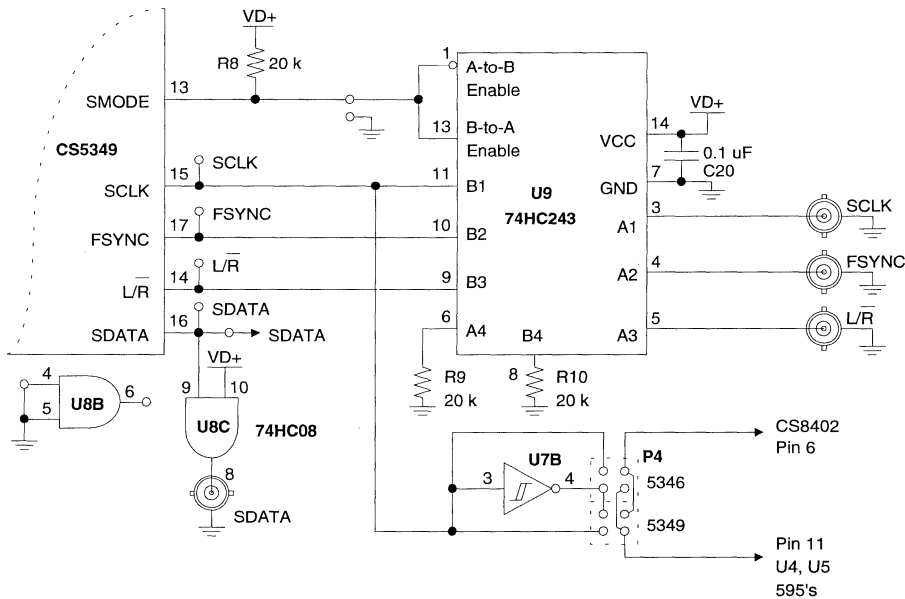 VD+
R8
20 k
SMODE
13
CS5349
15
SCLK
SCLK
17
FSYNC
FSYNC
14
L/R̅
L/R̅
16
SDATA
SDATA
SDATA
VD+
9
10
U8C
74HC08
8
SDATA
4
5
U8B
6
1
A-to-B
Enable
13
B-to-A
Enable
11
B1
10
B2
9
B3
6
A4
U9
74HC243
B4
8
R9
20 k
R10
20 k
VCC
14
VD+
0.1 uF
C20
GND
7
3
A1
SCLK
4
A2
FSYNC
5
A3
L/R̅
U7B
3
4
P4
5346
5349
CS8402
Pin 6
Pin 11
U4, U5
595's